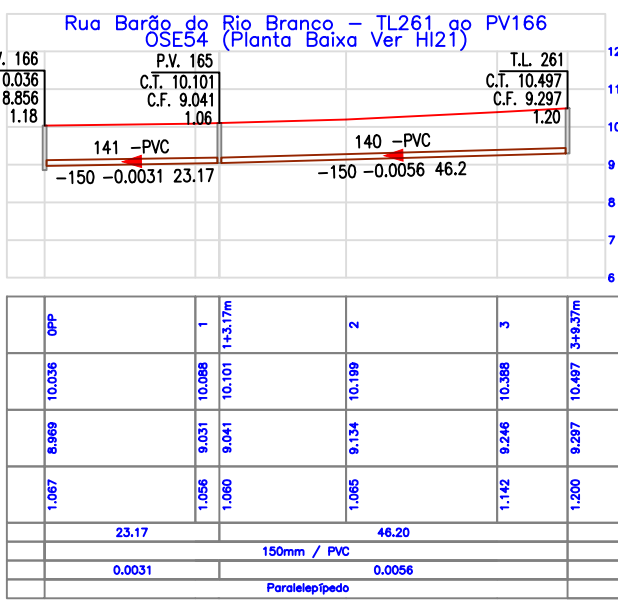 Rua Barão do Rio Branco – TL261 ao PV166
OSE54 (Planta Baixa Ver HI21)
. 166
0.036
8.856
1.18
P.V. 165
C.T. 10.101
C.F. 9.041
1.06
T.L. 261
C.T. 10.497
C.F. 9.297
1.20
141 –PVC
–150 –0.0031 23.17
140 –PVC
–150 –0.0056 46.2
12
11
10
9
8
7
6
0PP
1
1+3.17m
2
3
3+9.37m
10.036
10.088
10.101
10.199
10.388
10.497
8.969
9.031
9.041
9.134
9.246
9.297
1.067
1.056
1.060
1.065
1.142
1.200
23.17
46.20
150mm / PVC
0.0031
0.0056
Paralelepípedo